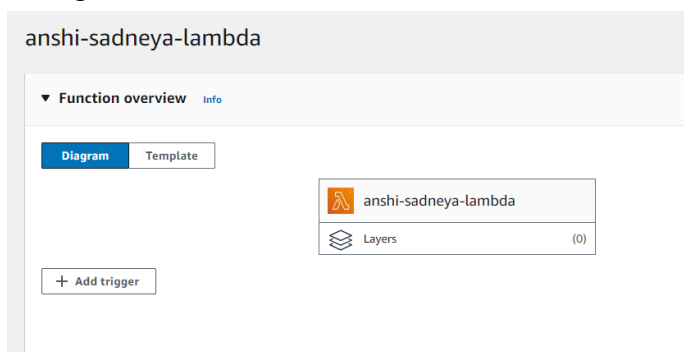 anshi-sadneya-lambda
Function overview Info
Diagram Template
anshi-sadneya-lambda
Layers (0)
+ Add trigger